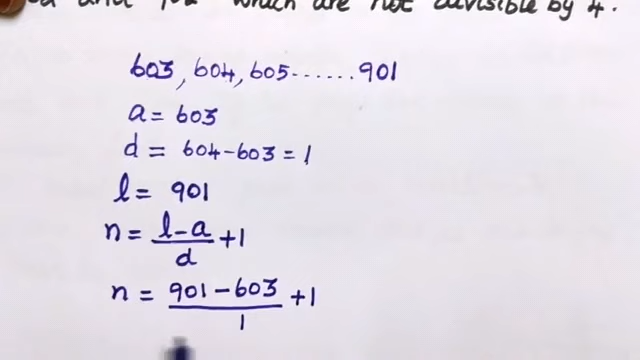 and which are not divisible by 4.
603, 604, 605......901
a = 603
d = 604-603 = 1
l = 901
n = l-a/d +1
n = 901-603/1 +1